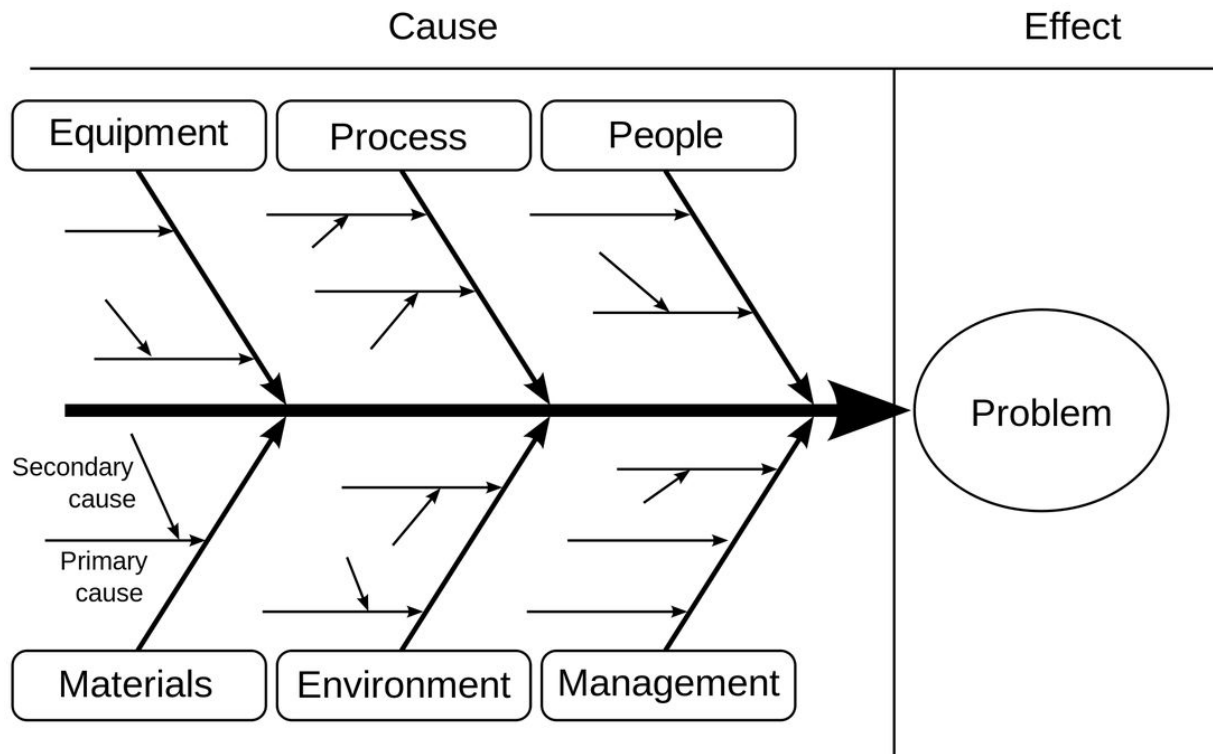 Cause
Effect
Equipment
Process
People
Problem
Secondary
cause
Primary
cause
Materials
Environment
Management